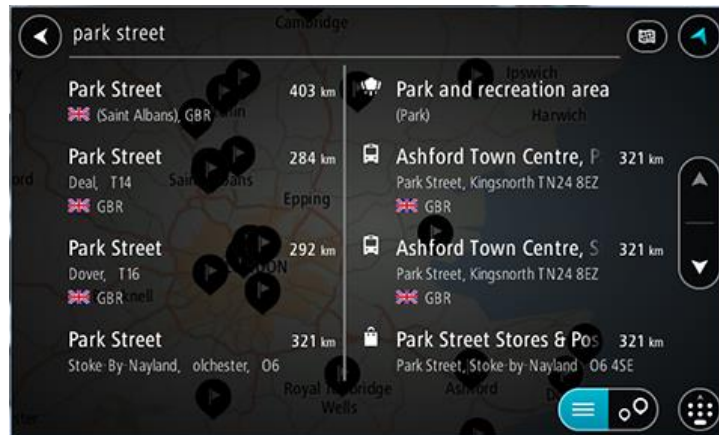 park street
Park Street 403 km
(Saint Albans), GBR
Park Street 284 km
Deal, T14
GBR
Park Street 292 km
Dover, T16
GBR
Park Street 321 km
Stoke-By-Nayland, olchester, O6
Park and recreation area
(Park)
Ashford Town Centre, P 321 km
Park Street, Kingsnorth TN24 8EZ
GBR
Ashford Town Centre, S 321 km
Park Street, Kingsnorth TN24 8EZ
GBR
Park Street Stores & Pos 321 km
Park Street, Stoke-by-Nayland O6 4SE
Cambridge
Ipswich
Harwich
Epping
Royal
Wells
Ashford